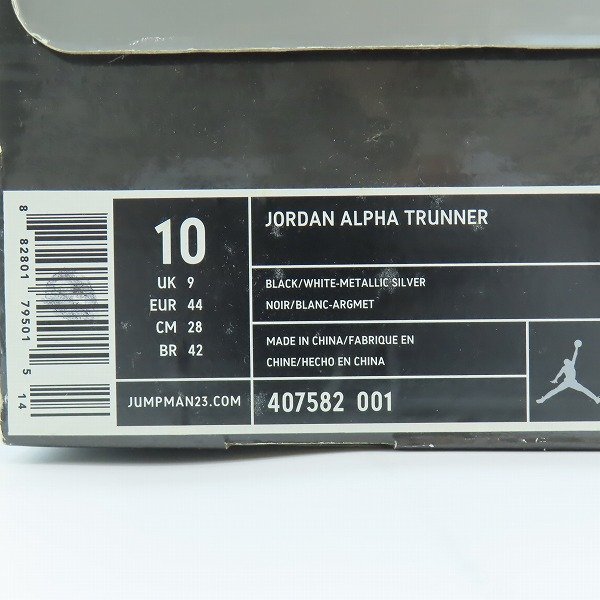 8 82801 79501 5 14
10
UK 9
EUR 44
CM 28
BR 42
JUMPMAN23.COM
JORDAN ALPHA TRUNNER
BLACK/WHITE-METALLIC SILVER
NOIR/BLANC-ARGMET
MADE IN CHINA/FABRIQUE EN
CHINE/HECHO EN CHINA
407582 001